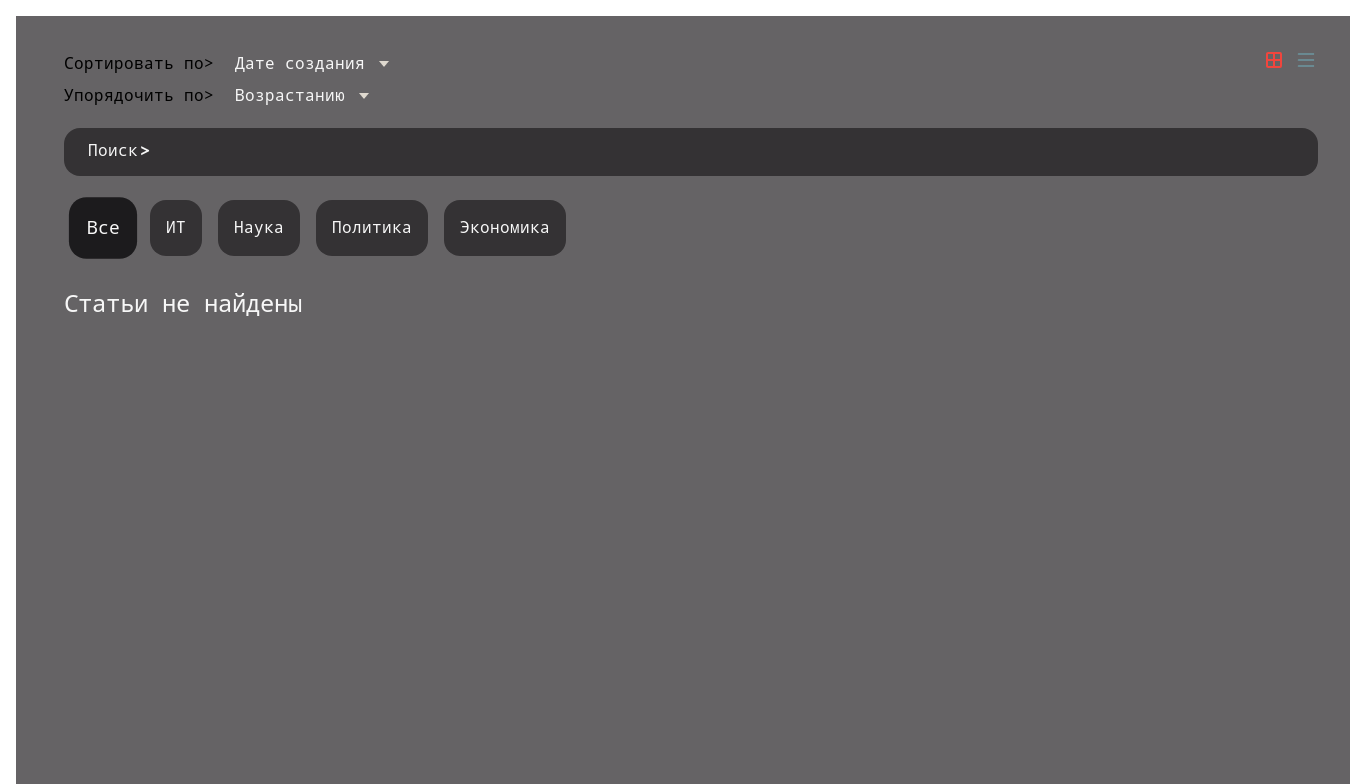 Сортировать по> Дате создания
Упорядочить по> Возрастанию
Поиск>
Все ИТ Наука Политика Экономика
Статьи не найдены